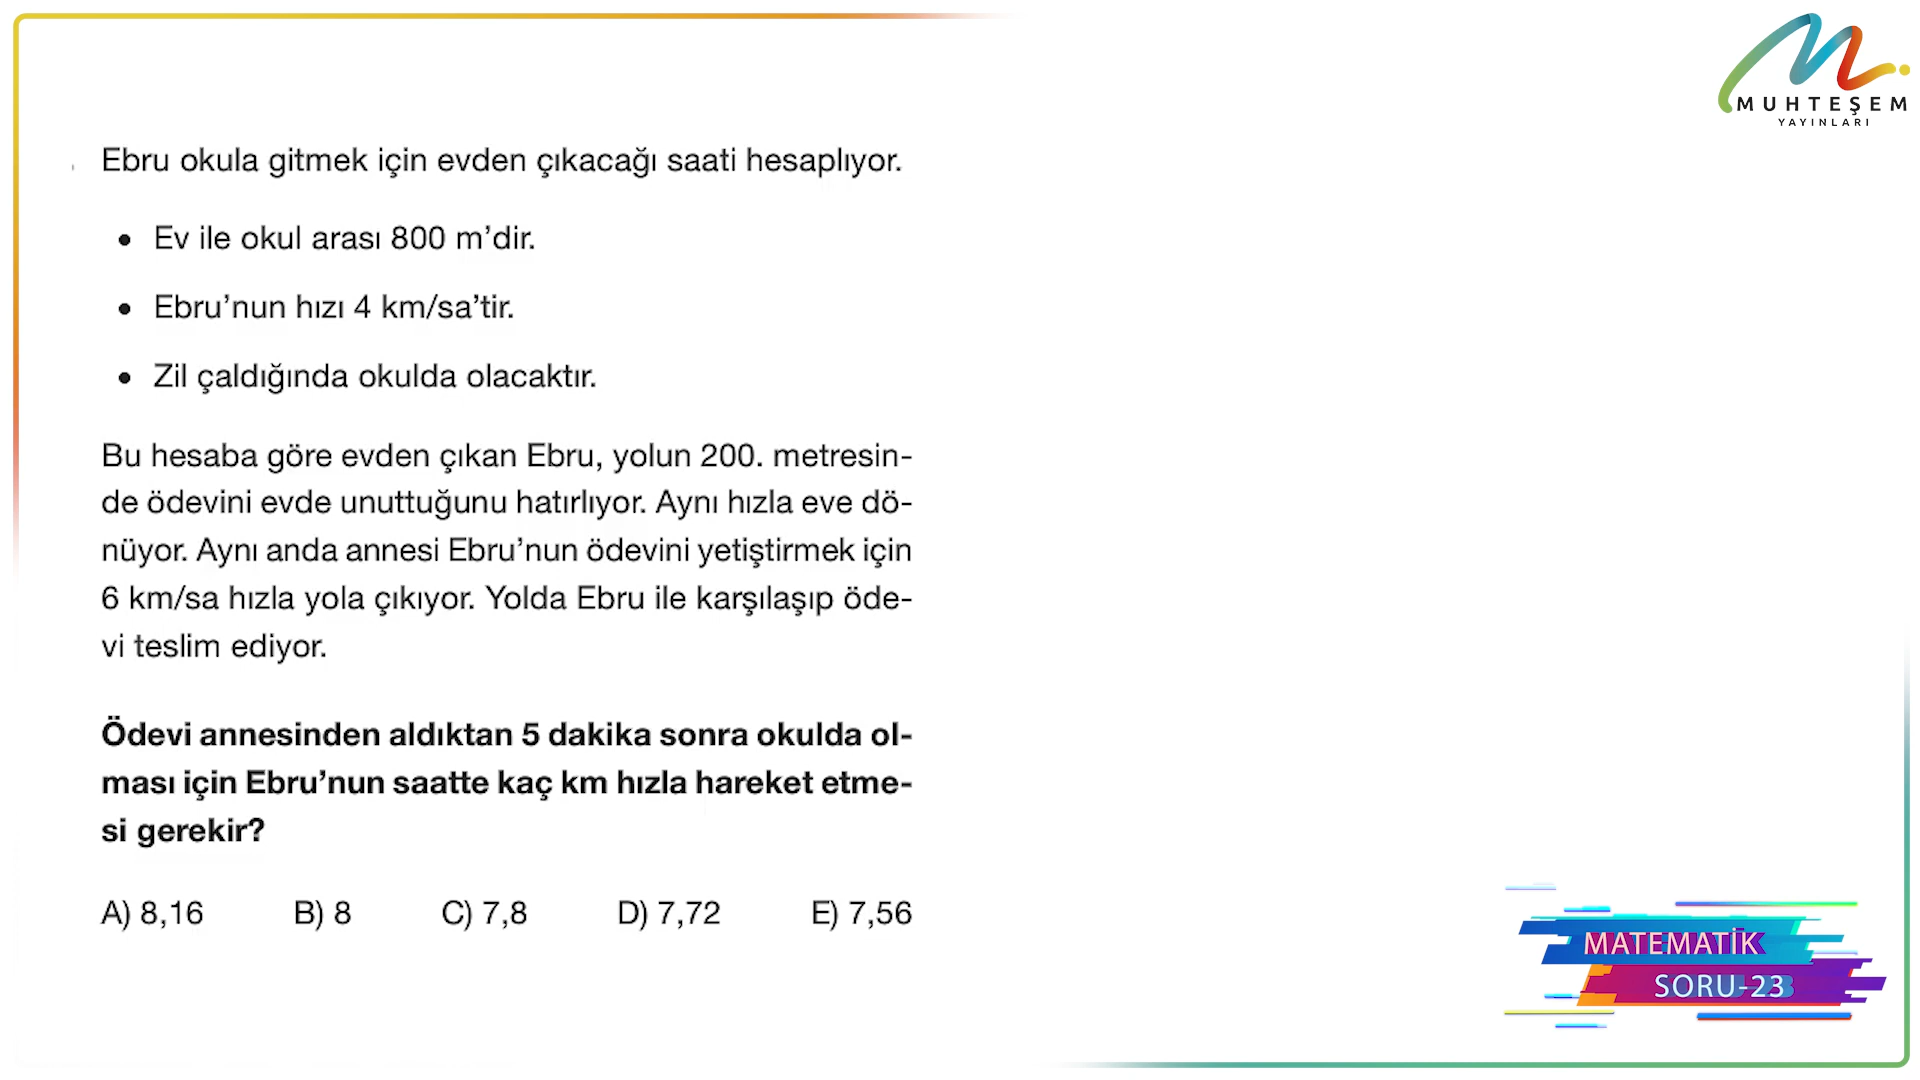 MUHTEŞEM
YAYINLARI
Ebru okula gitmek için evden çıkacağı saati hesaplıyor.
• Ev ile okul arası 800 m’dir.
• Ebru’nun hızı 4 km/sa’tir.
• Zil çaldığında okulda olacaktır.
Bu hesaba göre evden çıkan Ebru, yolun 200. metresin-
de ödevini evde unuttuğunu hatırlıyor. Aynı hızla eve dö-
nüyor. Aynı anda annesi Ebru’nun ödevini yetiştirmek için
6 km/sa hızla yola çıkıyor. Yolda Ebru ile karşılaşıp öde-
vi teslim ediyor.
Ödevi annesinden aldıktan 5 dakika sonra okulda ol-
ması için Ebru’nun saatte kaç km hızla hareket etme-
si gerekir?
A) 8,16 B) 8 C) 7,8 D) 7,72 E) 7,56
MATEMATİK
SORU-23